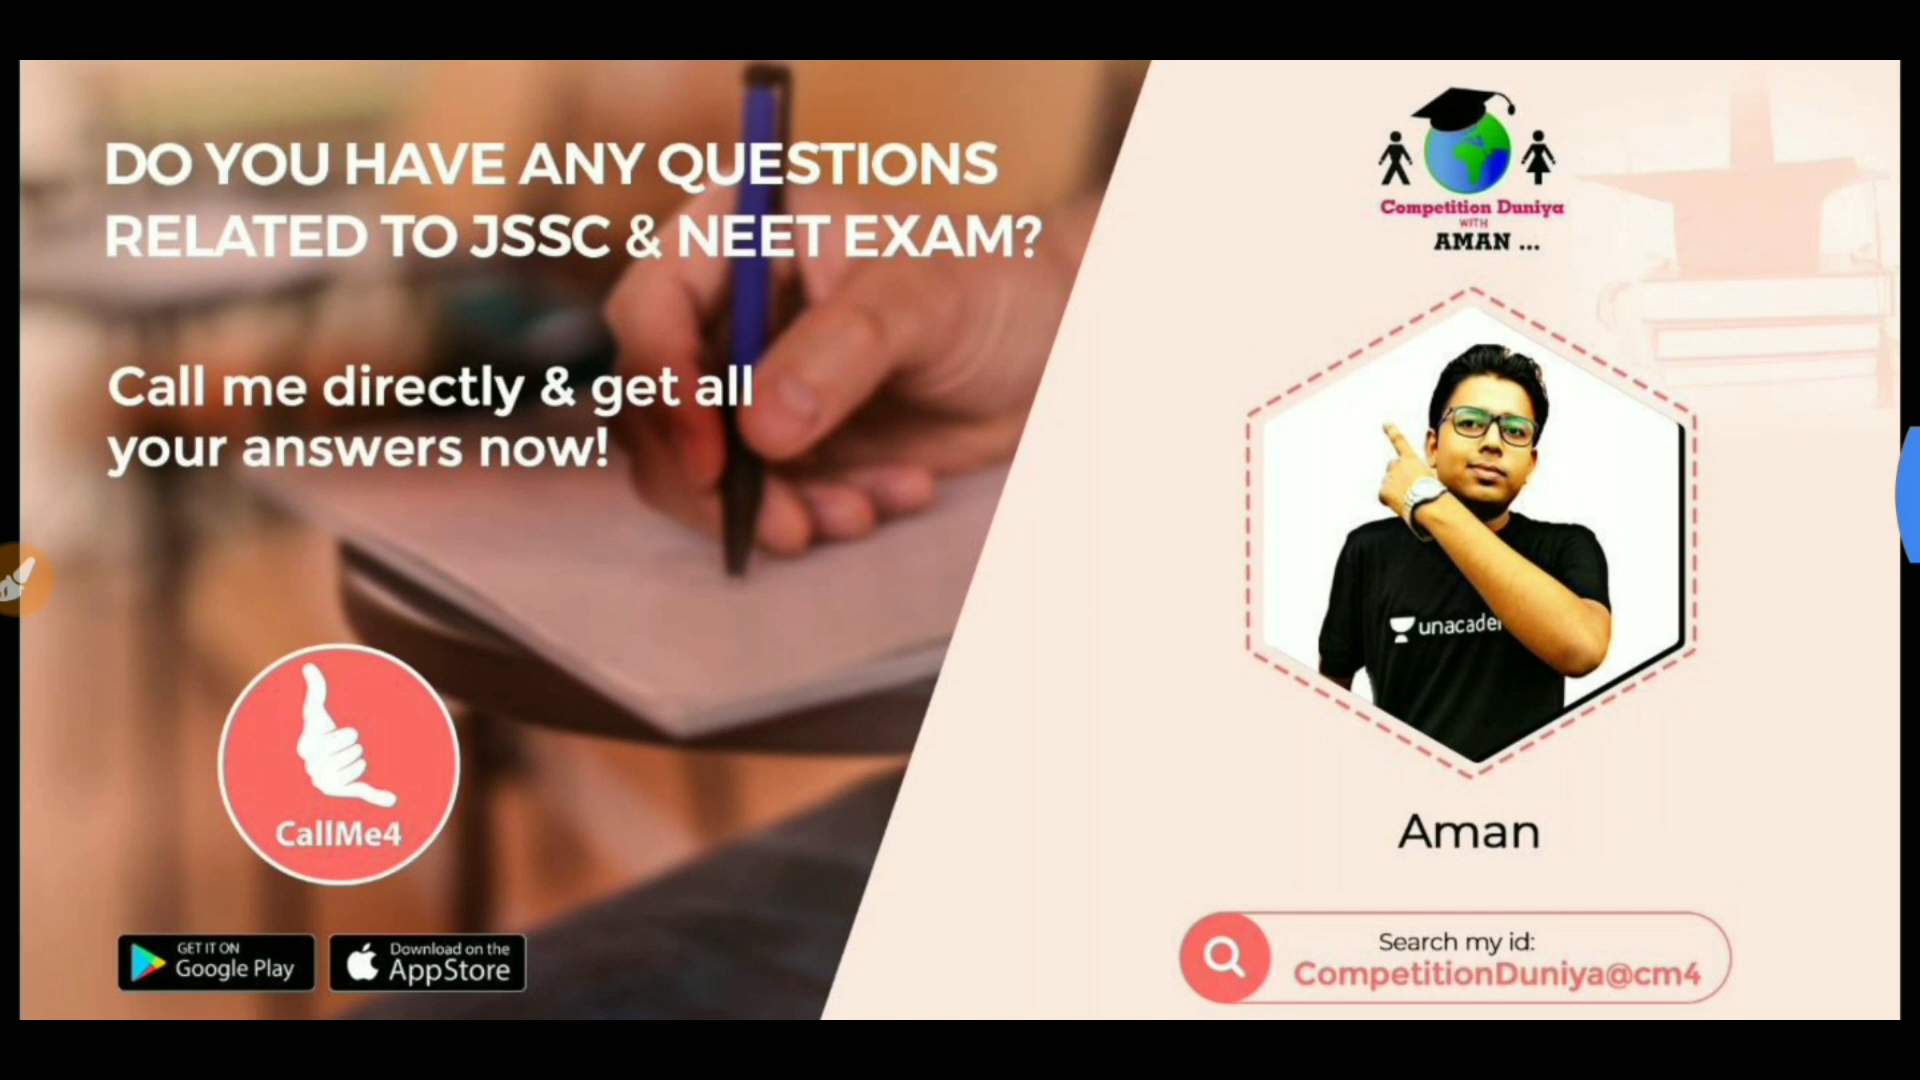 DO YOU HAVE ANY QUESTIONS
RELATED TO JSSC & NEET EXAM?
Call me directly & get all
your answers now!
CallMe4
GET IT ON
Google Play
Download on the
AppStore
Competition Duniya
WITH
AMAN ...
unacade
Aman
Search my id:
CompetitionDuniya@cm4